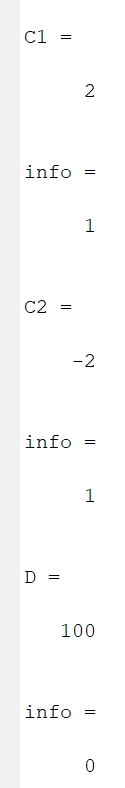 C1 =
2
info =
1
C2 =
-2
info =
1
D =
100
info =
0